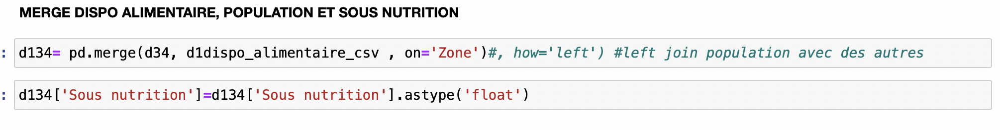 MERGE DISPO ALIMENTAIRE, POPULATION ET SOUS NUTRITION
: d134= pd.merge(d34, d1dispo_alimentaire_csv , on='Zone')#, how='left') #left join population avec des autres
: d134['Sous nutrition']=d134['Sous nutrition'].astype('float')